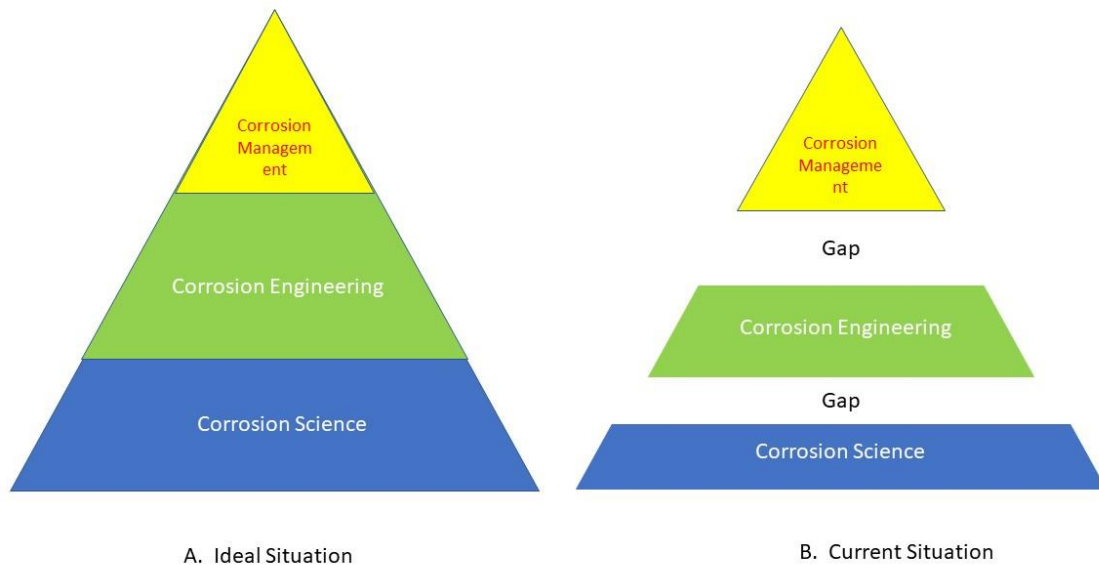 Corrosion
Managem
ent
Corrosion Engineering
Corrosion Science
A. Ideal Situation
Corrosion
Manageme
nt
Gap
Corrosion Engineering
Gap
Corrosion Science
B. Current Situation